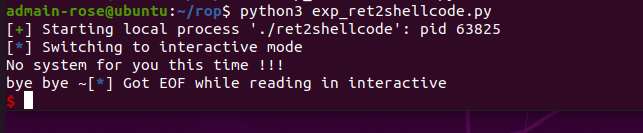 admain-rose@ubuntu:~/rop$ python3 exp_ret2shellcode.py
[+] Starting local process './ret2shellcode': pid 63825
[*] Switching to interactive mode
No system for you this time !!!
bye bye ~[*] Got EOF while reading in interactive
$